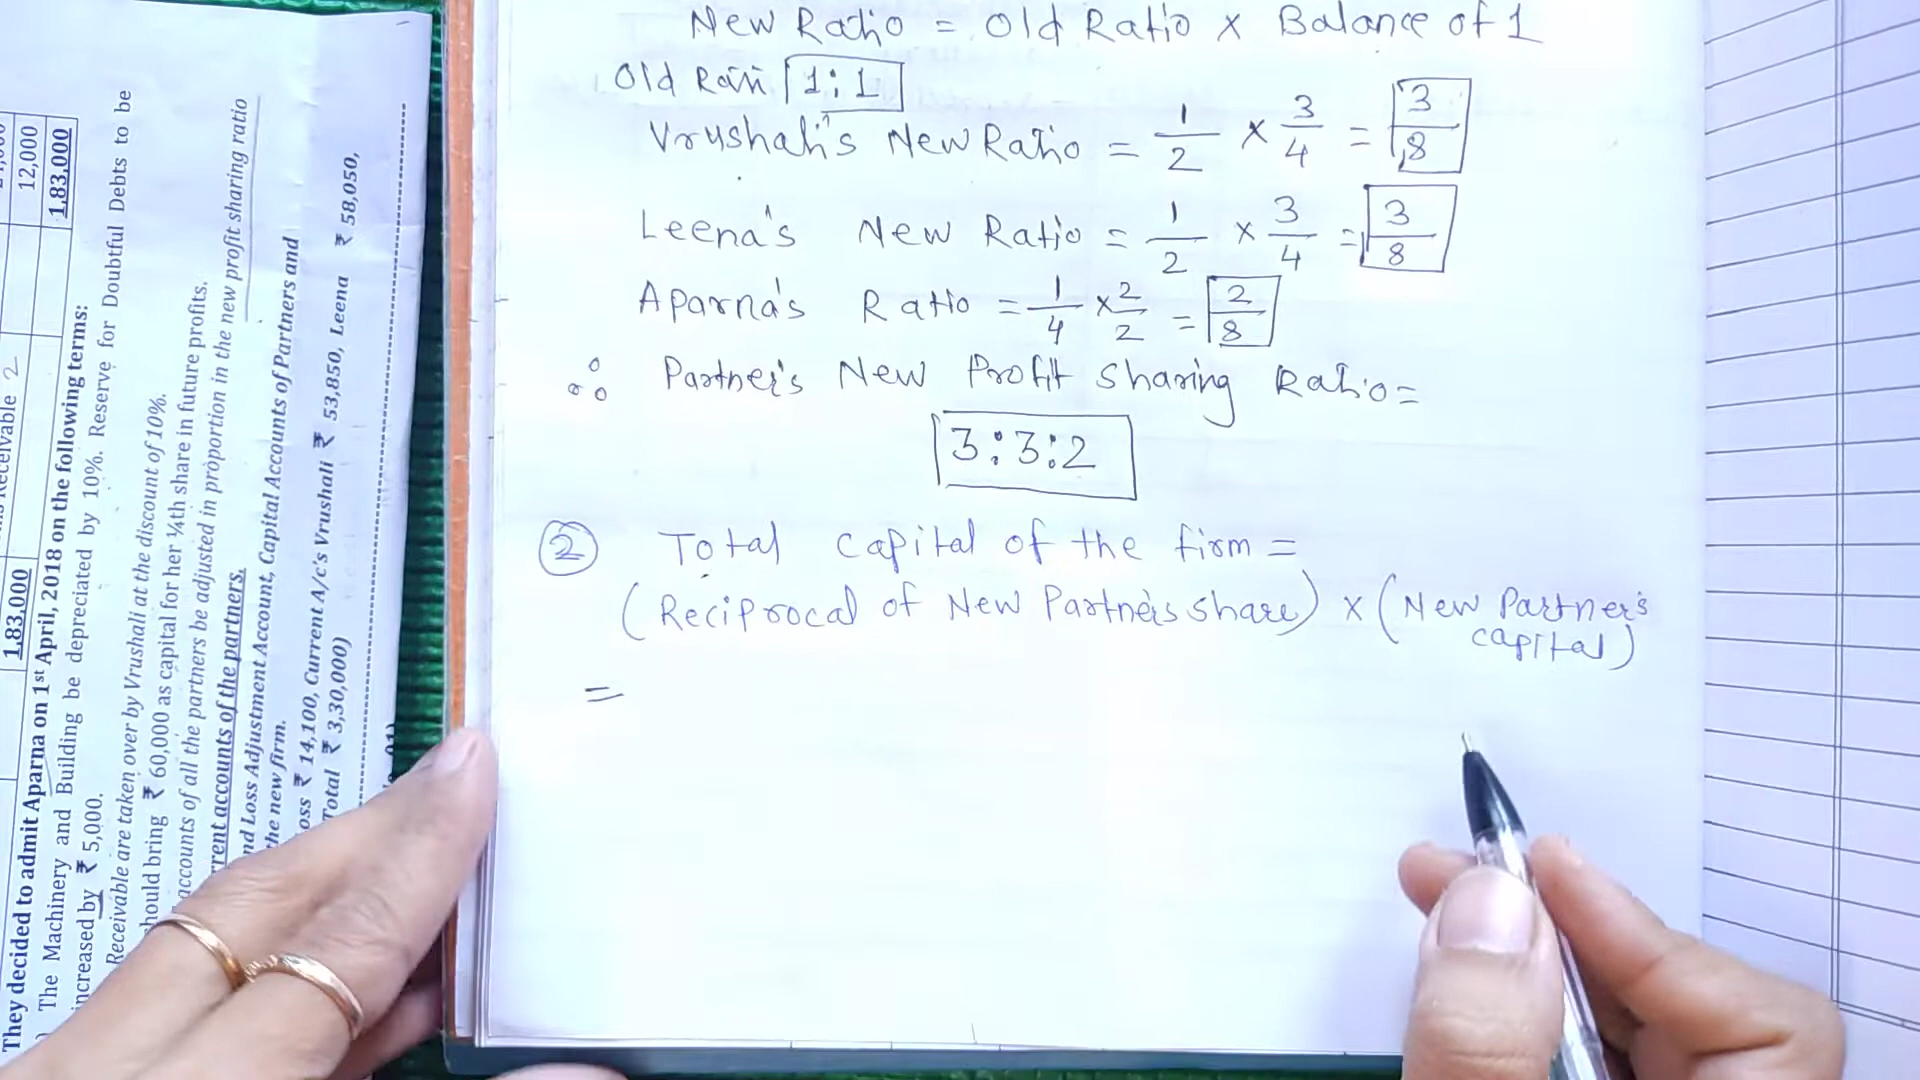 New Ratio = Old Ratio x Balance of 1
Old Rati 1:1
Vrushali's New Ratio = 1/2 x 3/4 = 3/8
Leena's New Ratio = 1/2 x 3/4 = 3/8
Aparna's Ratio = 1/4 x 2/2 = 2/8
∴ Partner's New Profit Sharing Ratio =
3:3:2
② Total capital of the firm =
(Reciprocal of New Partner's share) x (New Partner's
capital)
=
12,000
1,83,000
Receivable 2
1,83,000
They decided to admit Aparna on 1st April, 2018 on the following terms:
The Machinery and Building be depreciated by 10%. Reserve for Doubtful Debts to be
increased by ₹ 5,000.
Receivable are taken over by Vrushali at the discount of 10%.
hould bring ₹ 60,000 as capital for her ¼th share in future profits.
accounts of all the partners be adjusted in proportion in the new profit sharing ratio
rrent accounts of the partners.
nd Loss Adjustment Account, Capital Accounts of Partners and
the new firm.
oss ₹ 14,100, Current A/c's Vrushali ₹ 53,850, Leena ₹ 58,050,
Total ₹ 3,30,000)